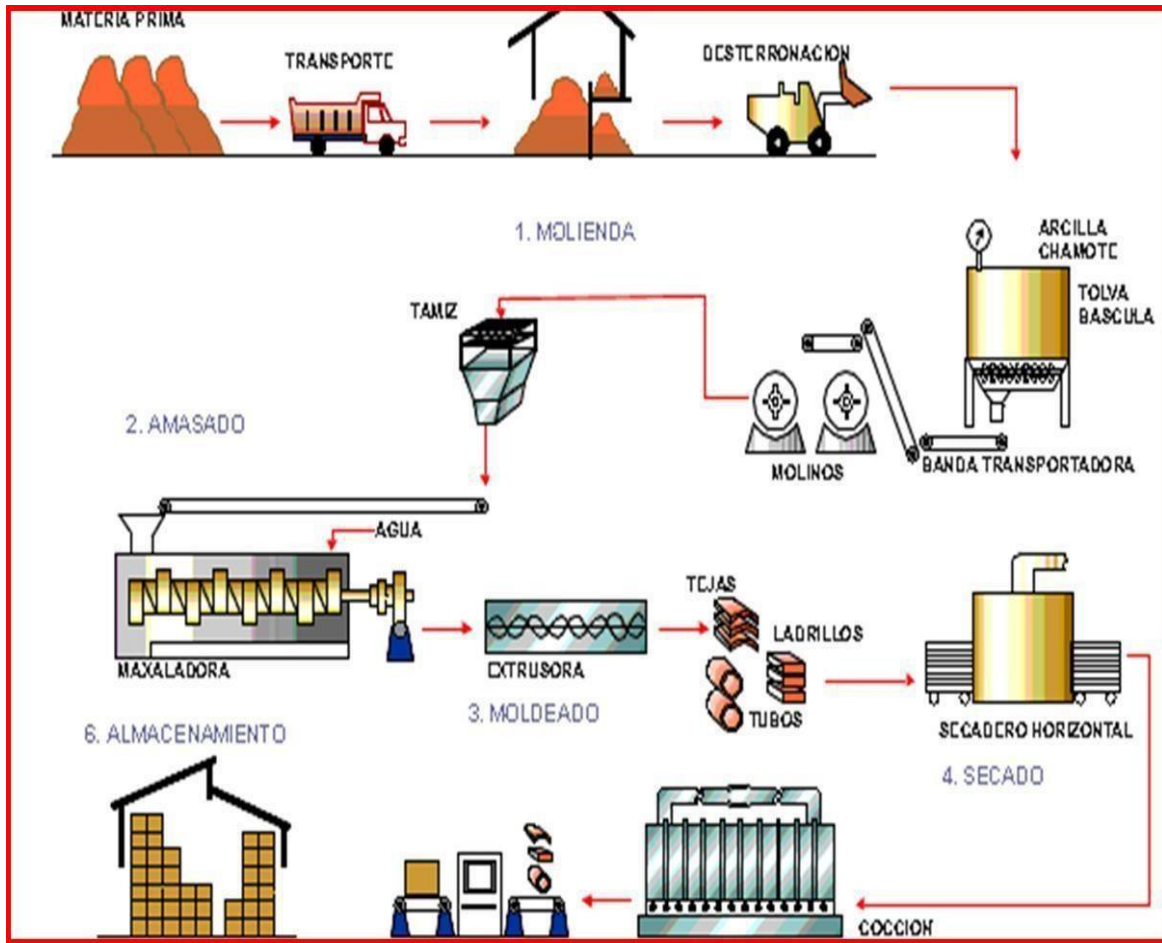 MATERIA PRIMA
TRANSPORTE
DESTERRONACION
1. MOLIENDA
ARCILLA
CHAMOTE
TOLVA
BASCULA
TAMIZ
MOLINOS
BANDA TRANSPORTADORA
2. AMASADO
AGUA
MAXALADORA
EXTRUSORA
3. MOLDEADO
TEJAS
LADRILLOS
TUBOS
SECADERO HORIZONTAL
4. SECADO
6. ALMACENAMIENTO
COCCION